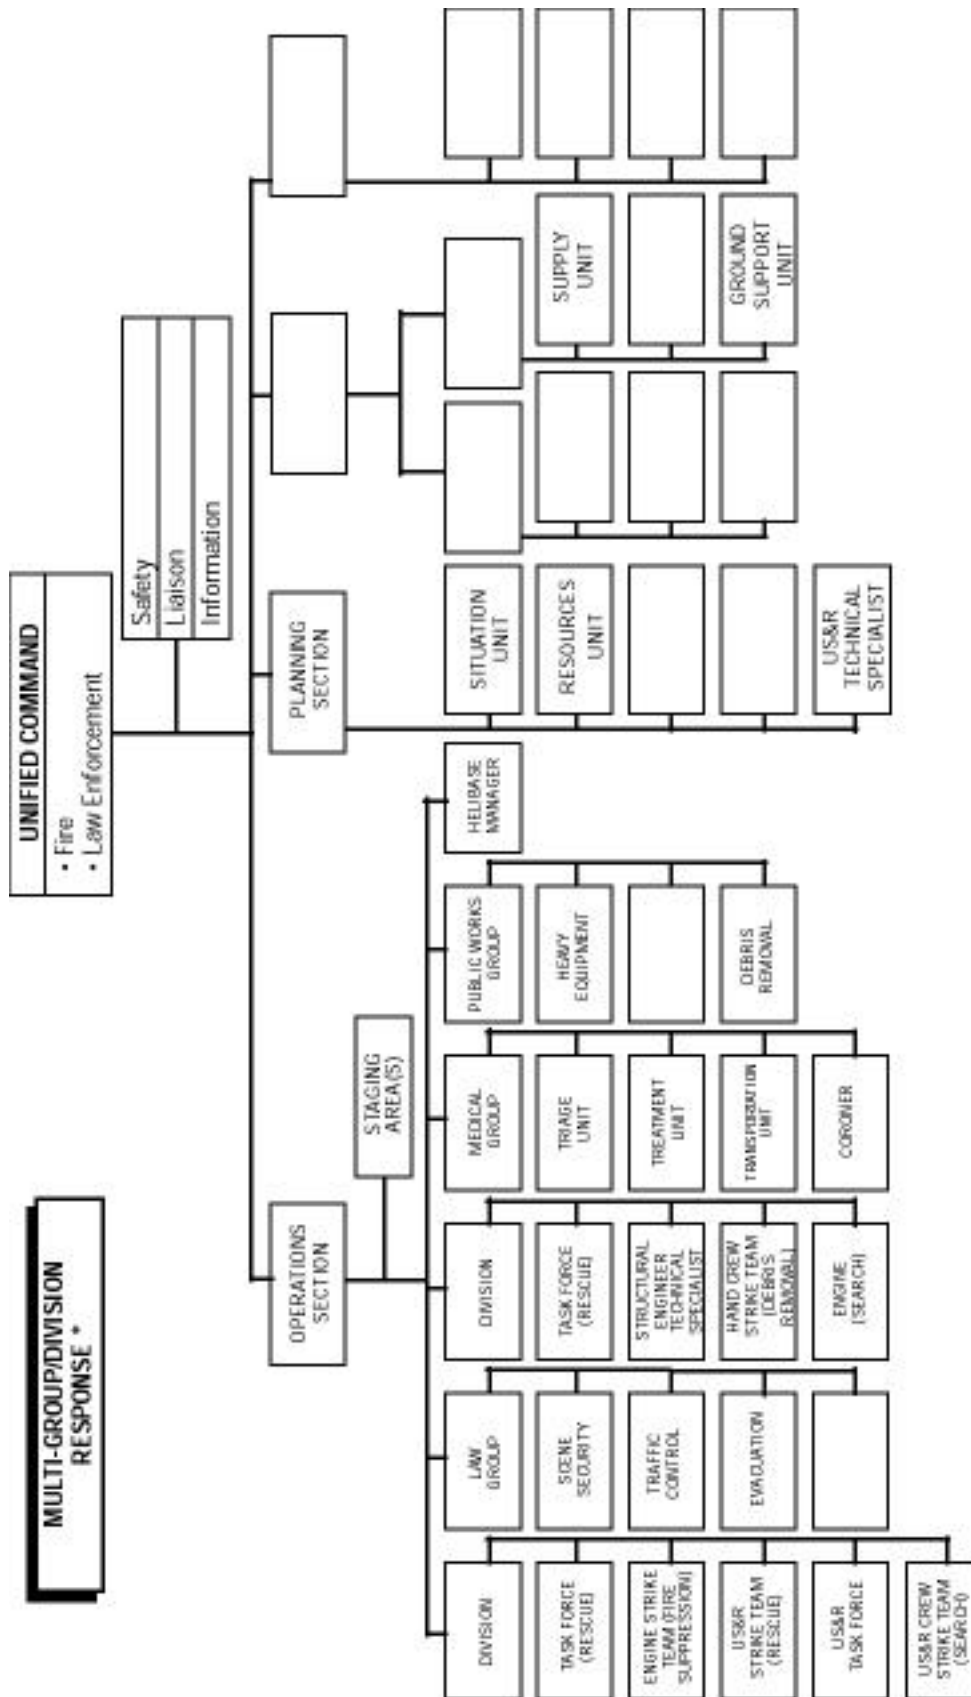 MULTI-GROUP/DIVISION
RESPONSE *
UNIFIED COMMAND
• Fire
• Law Enforcement
Safety
Liaison
Information
OPERATIONS
SECTION
PLANNING
SECTION
STAGING
AREA(S)
DIVISION
TASK FORCE
(RESCUE)
ENGINE STRIKE
TEAM (FIRE
SUPPRESSION)
US&R
STRIKE TEAM
(RESCUE)
US&R
TASK FORCE
US&R CREW
STRIKE TEAM
(SEARCH)
LAW
GROUP
SCENE
SECURITY
TRAFFIC
CONTROL
EVACUATION
DIVISION
TASK FORCE
(RESCUE)
STRUCTURAL
ENGINEER
TECHNICAL
SPECIALIST
HAND CREW
STRIKE TEAM
(DEBRIS
REMOVAL)
ENGINE
(SEARCH)
MEDICAL
GROUP
TRIAGE
UNIT
TREATMENT
UNIT
TRANSPORTATION
UNIT
CORONER
PUBLIC WORKS
GROUP
HEAVY
EQUIPMENT
DEBRIS
REMOVAL
HELIBASE
MANAGER
SITUATION
UNIT
RESOURCES
UNIT
US&R
TECHNICAL
SPECIALIST
SUPPLY
UNIT
GROUND
SUPPORT
UNIT